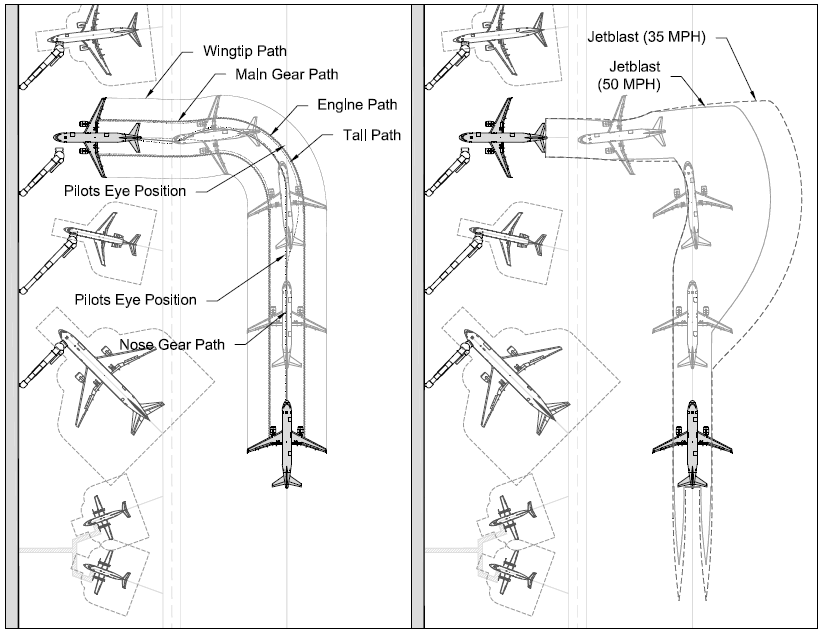 Wingtip Path
Main Gear Path
Engine Path
Tail Path
Pilots Eye Position
Pilots Eye Position
Nose Gear Path
Jetblast (35 MPH)
Jetblast
(50 MPH)